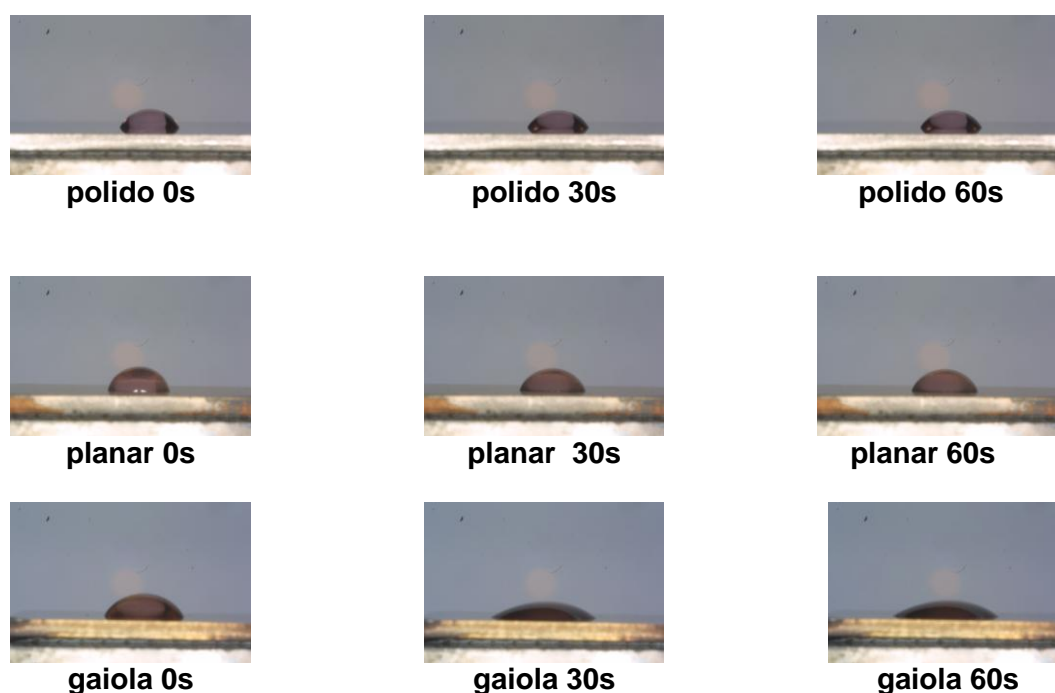 polido 0s
polido 30s
polido 60s
planar 0s
planar  30s
planar 60s
gaiola 0s
gaiola 30s
gaiola 60s